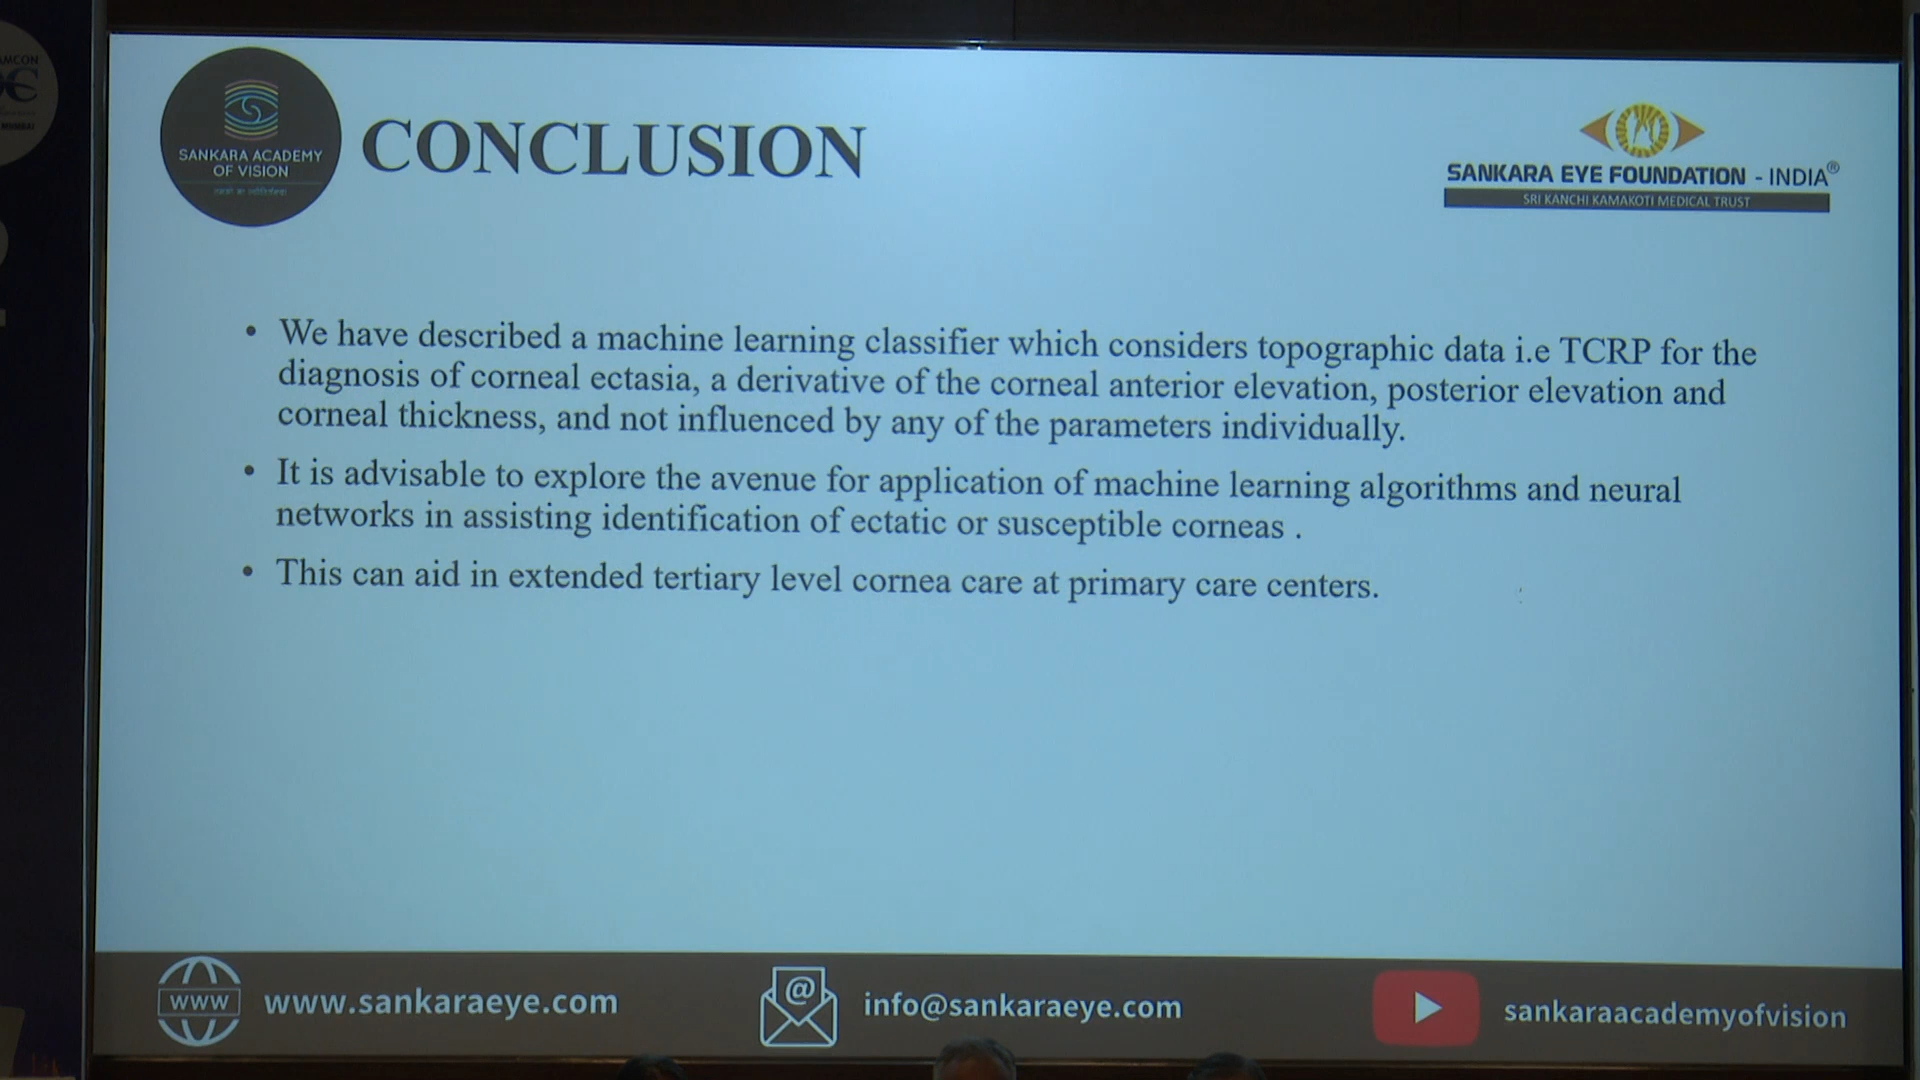 AMCON
MUMBAI
SANKARA ACADEMY
OF VISION
CONCLUSION
SANKARA EYE FOUNDATION - INDIA®
SRI KANCHI KAMAKOTI MEDICAL TRUST
• We have described a machine learning classifier which considers topographic data i.e TCRP for the
diagnosis of corneal ectasia, a derivative of the corneal anterior elevation, posterior elevation and
corneal thickness, and not influenced by any of the parameters individually.
• It is advisable to explore the avenue for application of machine learning algorithms and neural
networks in assisting identification of ectatic or susceptible corneas .
• This can aid in extended tertiary level cornea care at primary care centers.
www www.sankaraeye.com
@ info@sankaraeye.com
sankaraacademyofvision